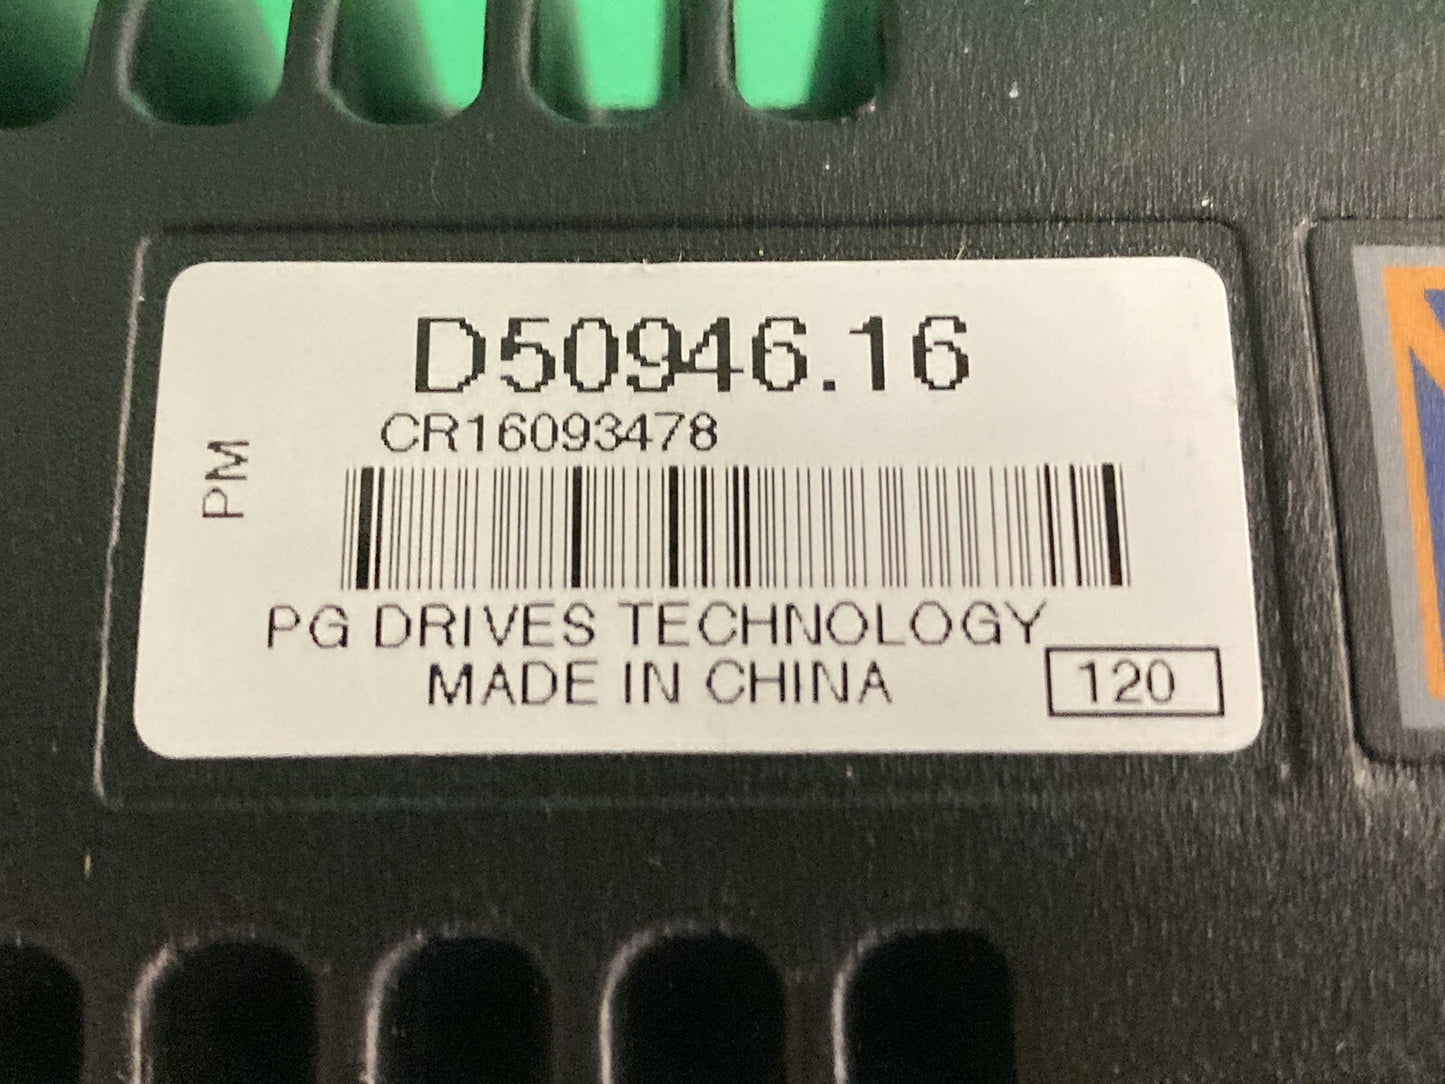 D50946.16
CR16093478
PM
PG DRIVES TECHNOLOGY
MADE IN CHINA
120